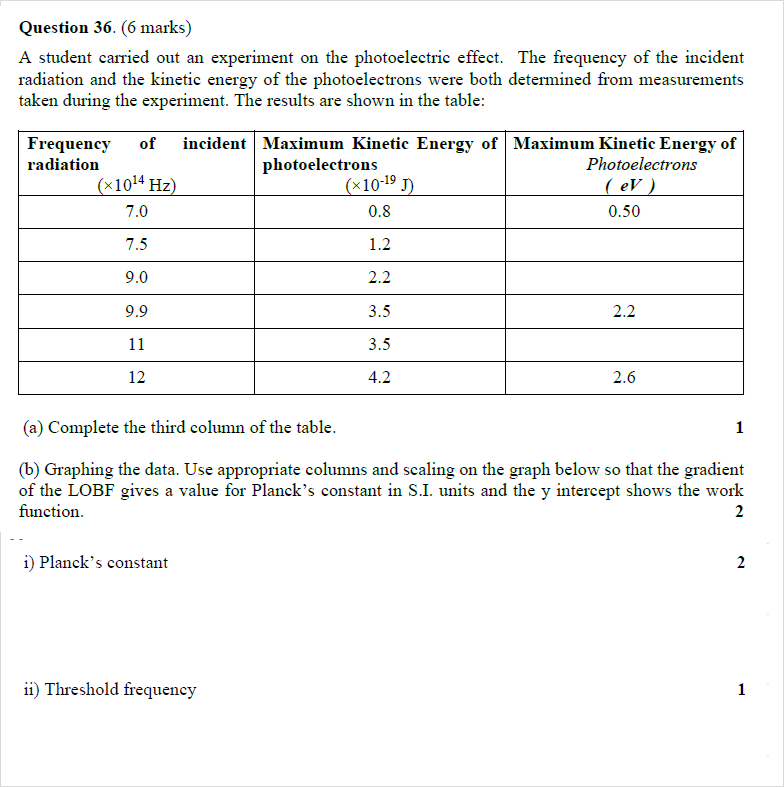 Question 36. (6 marks)
A student carried out an experiment on the photoelectric effect. The frequency of the incident
radiation and the kinetic energy of the photoelectrons were both determined from measurements
taken during the experiment. The results are shown in the table:
Frequency of incident radiation (×10¹⁴ Hz) Maximum Kinetic Energy of photoelectrons (×10⁻¹⁹ J) Maximum Kinetic Energy of Photoelectrons ( eV )
7.0 0.8 0.50
7.5 1.2
9.0 2.2
9.9 3.5 2.2
11 3.5
12 4.2 2.6
(a) Complete the third column of the table. 1
(b) Graphing the data. Use appropriate columns and scaling on the graph below so that the gradient
of the LOBF gives a value for Planck’s constant in S.I. units and the y intercept shows the work
function. 2
i) Planck’s constant 2
ii) Threshold frequency 1